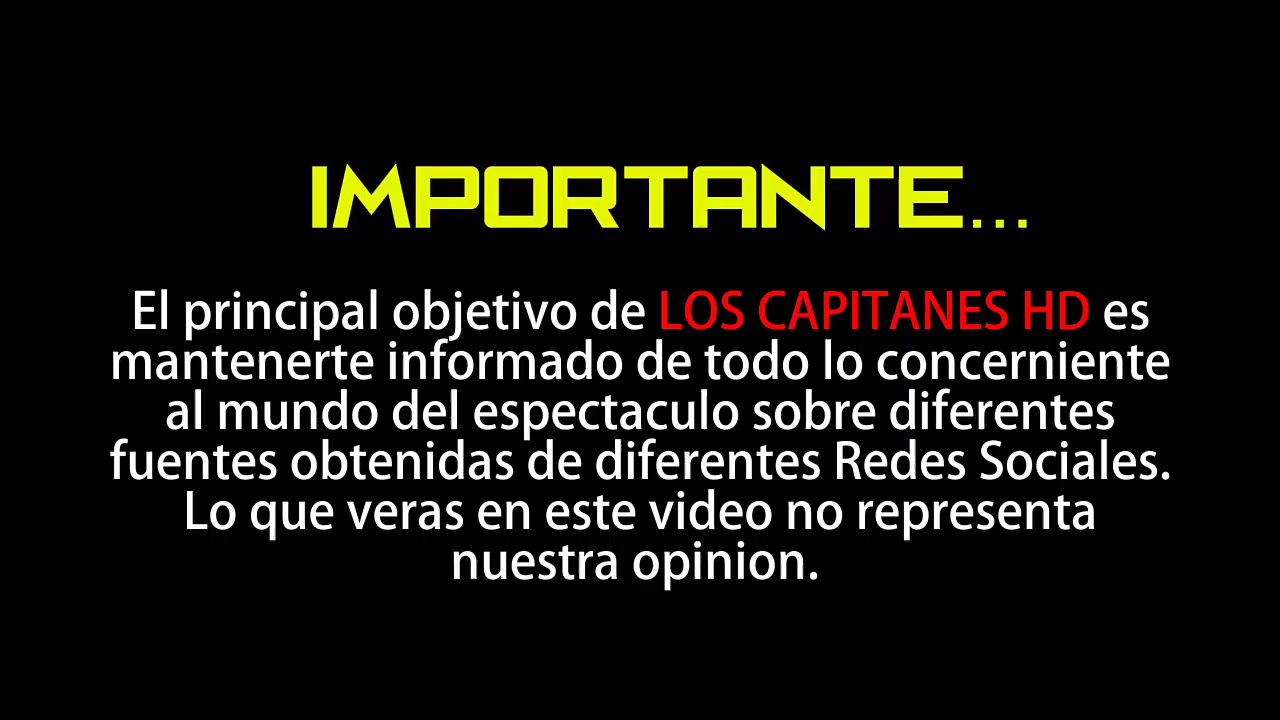 IMPORTANTE...
El principal objetivo de LOS CAPITANES HD es
mantenerte informado de todo lo concerniente
al mundo del espectaculo sobre diferentes
fuentes obtenidas de diferentes Redes Sociales.
Lo que veras en este video no representa
nuestra opinion.